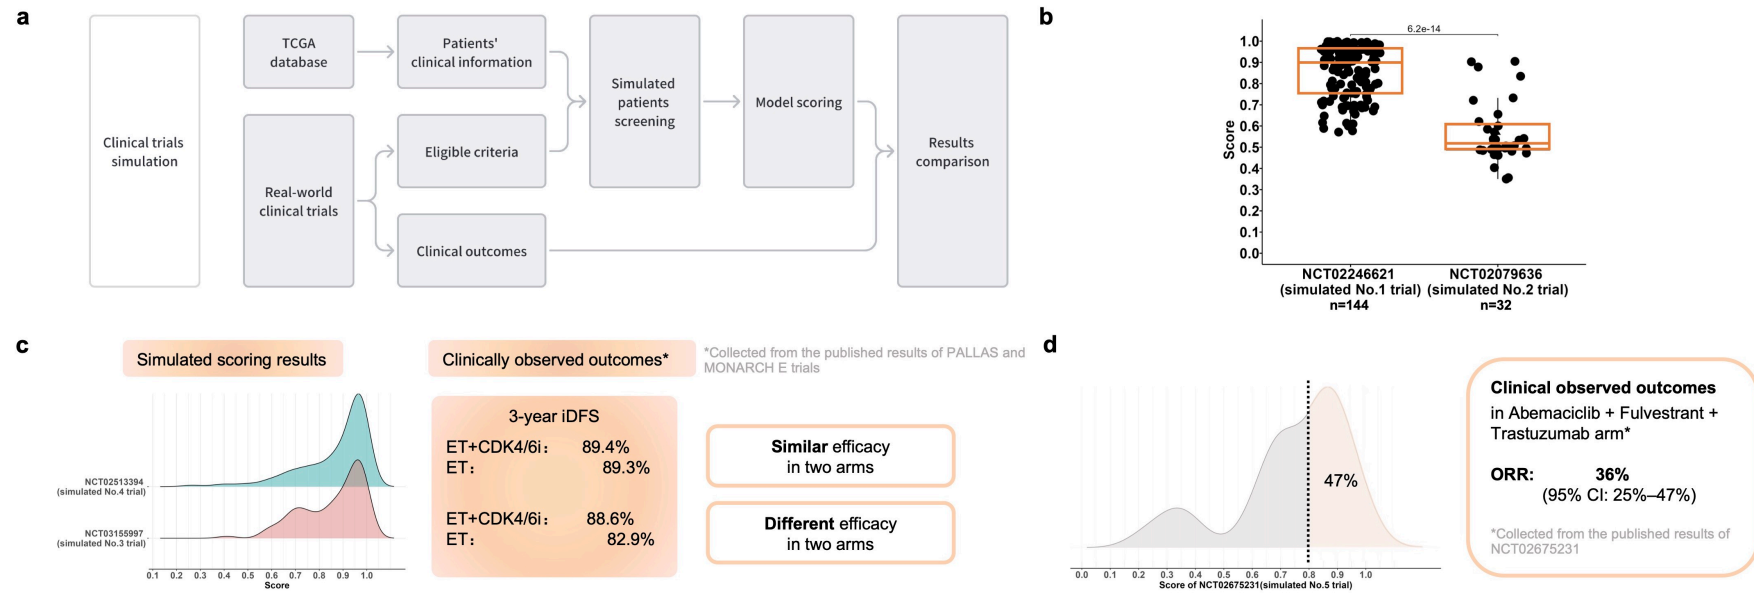 a
Clinical trials
simulation
TCGA
database
Patients'
clinical information
Real-world
clinical trials
Eligible criteria
Clinical outcomes
Simulated
patients
screening
Model scoring
Results
comparison
b
6.2e-14
Score
1.0
0.9
0.8
0.7
0.6
0.5
0.4
0.3
0.2
0.1
0.0
NCT02246621
(simulated No.1 trial)
n=144
NCT02079636
(simulated No.2 trial)
n=32
c
Simulated scoring results
Clinically observed outcomes*
*Collected from the published results of PALLAS and
MONARCH E trials
NCT02513394
(simulated No.4 trial)
NCT03155997
(simulated No.3 trial)
0.1 0.2 0.3 0.4 0.5 0.6 0.7 0.8 0.9 1.0
Score
3-year iDFS
ET+CDK4/6i: 89.4%
ET: 89.3%
ET+CDK4/6i: 88.6%
ET: 82.9%
Similar efficacy
in two arms
Different efficacy
in two arms
d
47%
0.0 0.1 0.2 0.3 0.4 0.5 0.6 0.7 0.8 0.9 1.0
Score of NCT02675231(simulated No.5 trial)
Clinical observed outcomes
in Abemaciclib + Fulvestrant +
Trastuzumab arm*
ORR: 36%
(95% CI: 25%–47%)
*Collected from the published results of
NCT02675231